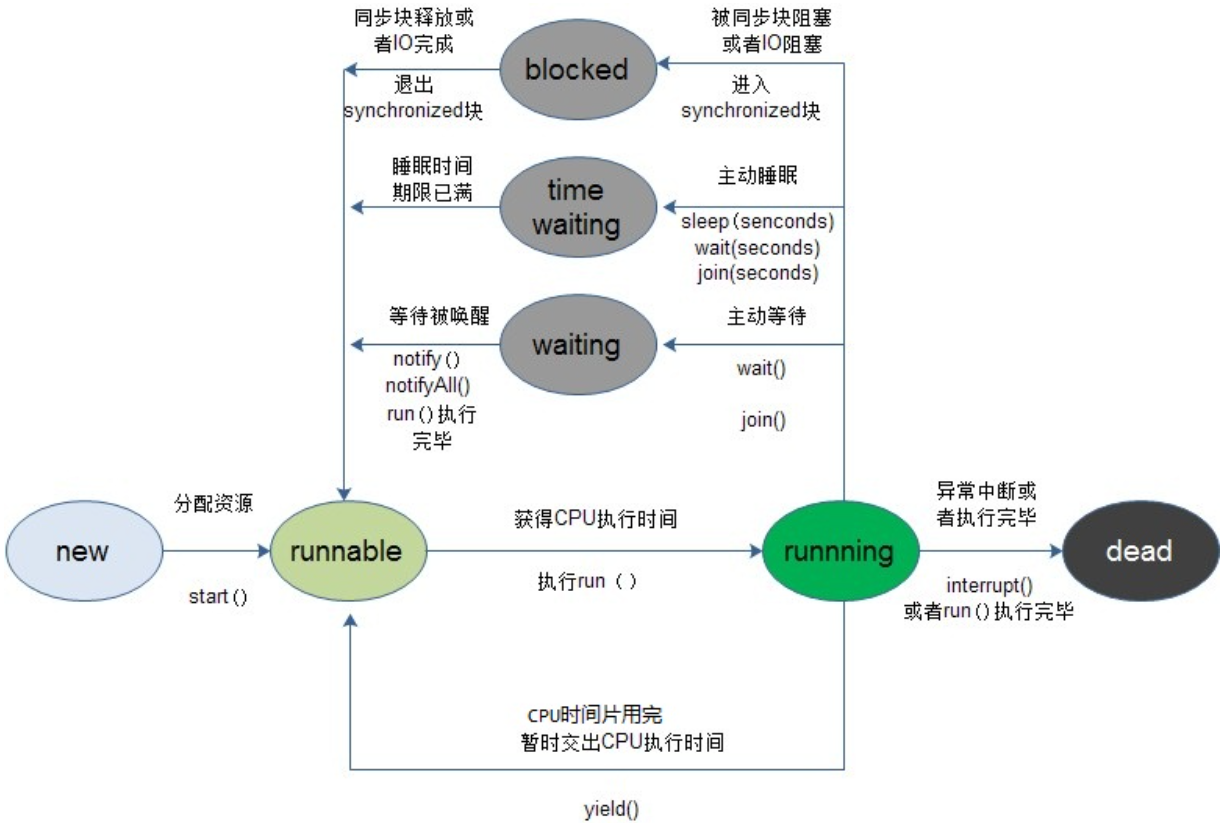 同步块释放或
者IO完成
被同步块阻塞
或者IO阻塞
blocked
退出
synchronized块
进入
synchronized块
睡眠时间
期限已满
time
waiting
主动睡眠
sleep(senconds)
wait(seconds)
join(seconds)
等待被唤醒
waiting
主动等待
notify()
notifyAll()
run()执行
完毕
wait()
join()
new
分配资源
start()
runnable
获得CPU执行时间
执行run ()
runnning
异常中断或
者执行完毕
interrupt()
或者run()执行完毕
dead
CPU时间片用完
暂时交出CPU执行时间
yield()